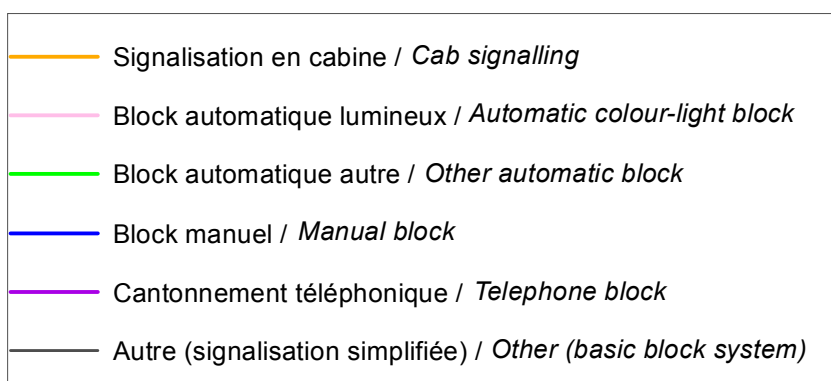 Signalisation en cabine / Cab signalling
Block automatique lumineux / Automatic colour-light block
Block automatique autre / Other automatic block
Block manuel / Manual block
Cantonnement téléphonique / Telephone block
Autre (signalisation simplifiée) / Other (basic block system)